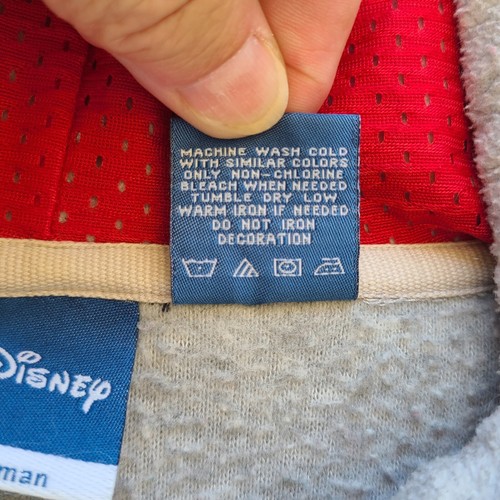 MACHINE WASH COLD
WITH SIMILAR COLORS
ONLY NON-CHLORINE
BLEACH WHEN NEEDED
TUMBLE DRY LOW
WARM IRON IF NEEDED
DO NOT IRON
DECORATION
DISNEY
man